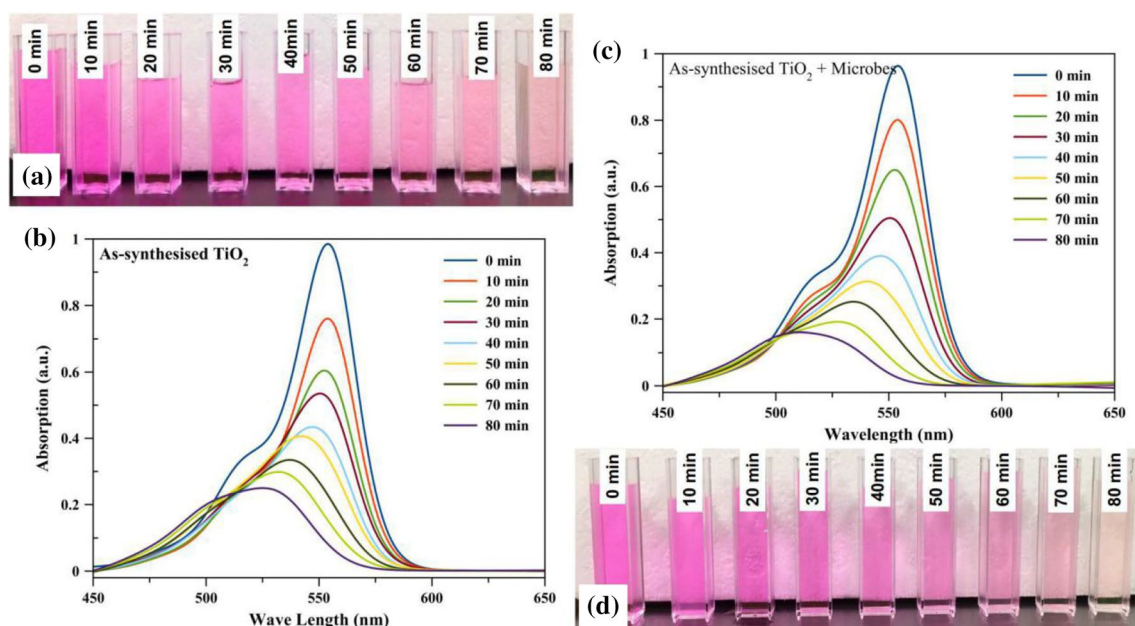 0 min
10 min
20 min
30 min
40min
50 min
60 min
70 min
80 min
(a)
(b)
As-synthesised TiO₂
1
0.8
0.6
0.4
0.2
0
Absorption (a.u.)
0 min
10 min
20 min
30 min
40 min
50 min
60 min
70 min
80 min
450
500
550
600
650
Wave Length (nm)
(c)
As-synthesised TiO₂ + Microbes
1
0.8
0.6
0.4
0.2
0
Absorption (a.u.)
0 min
10 min
20 min
30 min
40 min
50 min
60 min
70 min
80 min
450
500
550
600
650
Wavelength (nm)
0 min
10 min
20 min
30 min
40min
50 min
60 min
70 min
80 min
(d)